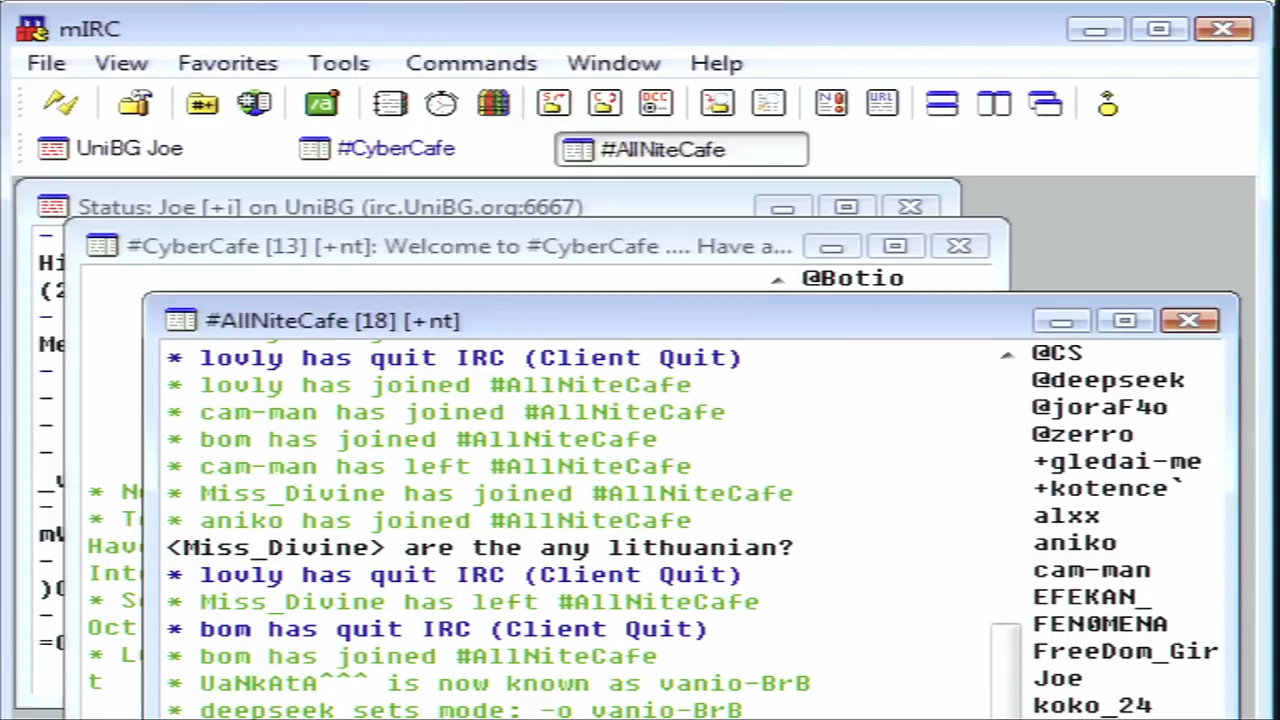 mIRC
File View Favorites Tools Commands Window Help
UniBG Joe #CyberCafe #AllNiteCafe
Status: Joe [+i] on UniBG (irc.UniBG.org:6667)
#CyberCafe [13] [+nt]: Welcome to #CyberCafe .... Have a...
@Botio
#AllNiteCafe [18] [+nt]
* lovly has quit IRC (Client Quit)
* lovly has joined #AllNiteCafe
* cam-man has joined #AllNiteCafe
* bom has joined #AllNiteCafe
* cam-man has left #AllNiteCafe
* Miss_Divine has joined #AllNiteCafe
* aniko has joined #AllNiteCafe
<Miss_Divine> are the any lithuanian?
* lovly has quit IRC (Client Quit)
* Miss_Divine has left #AllNiteCafe
* bom has quit IRC (Client Quit)
* bom has joined #AllNiteCafe
* UaNkAtA^^^ is now known as vanio-BrB
* deepseek sets mode: -o vanio-BrB
@CS
@deepseek
@joraF4o
@zerro
+gledai-me
+kotence`
alxx
aniko
cam-man
EFEKAN_
FEN0MENA
FreeDom_Gir
Joe
koko_24